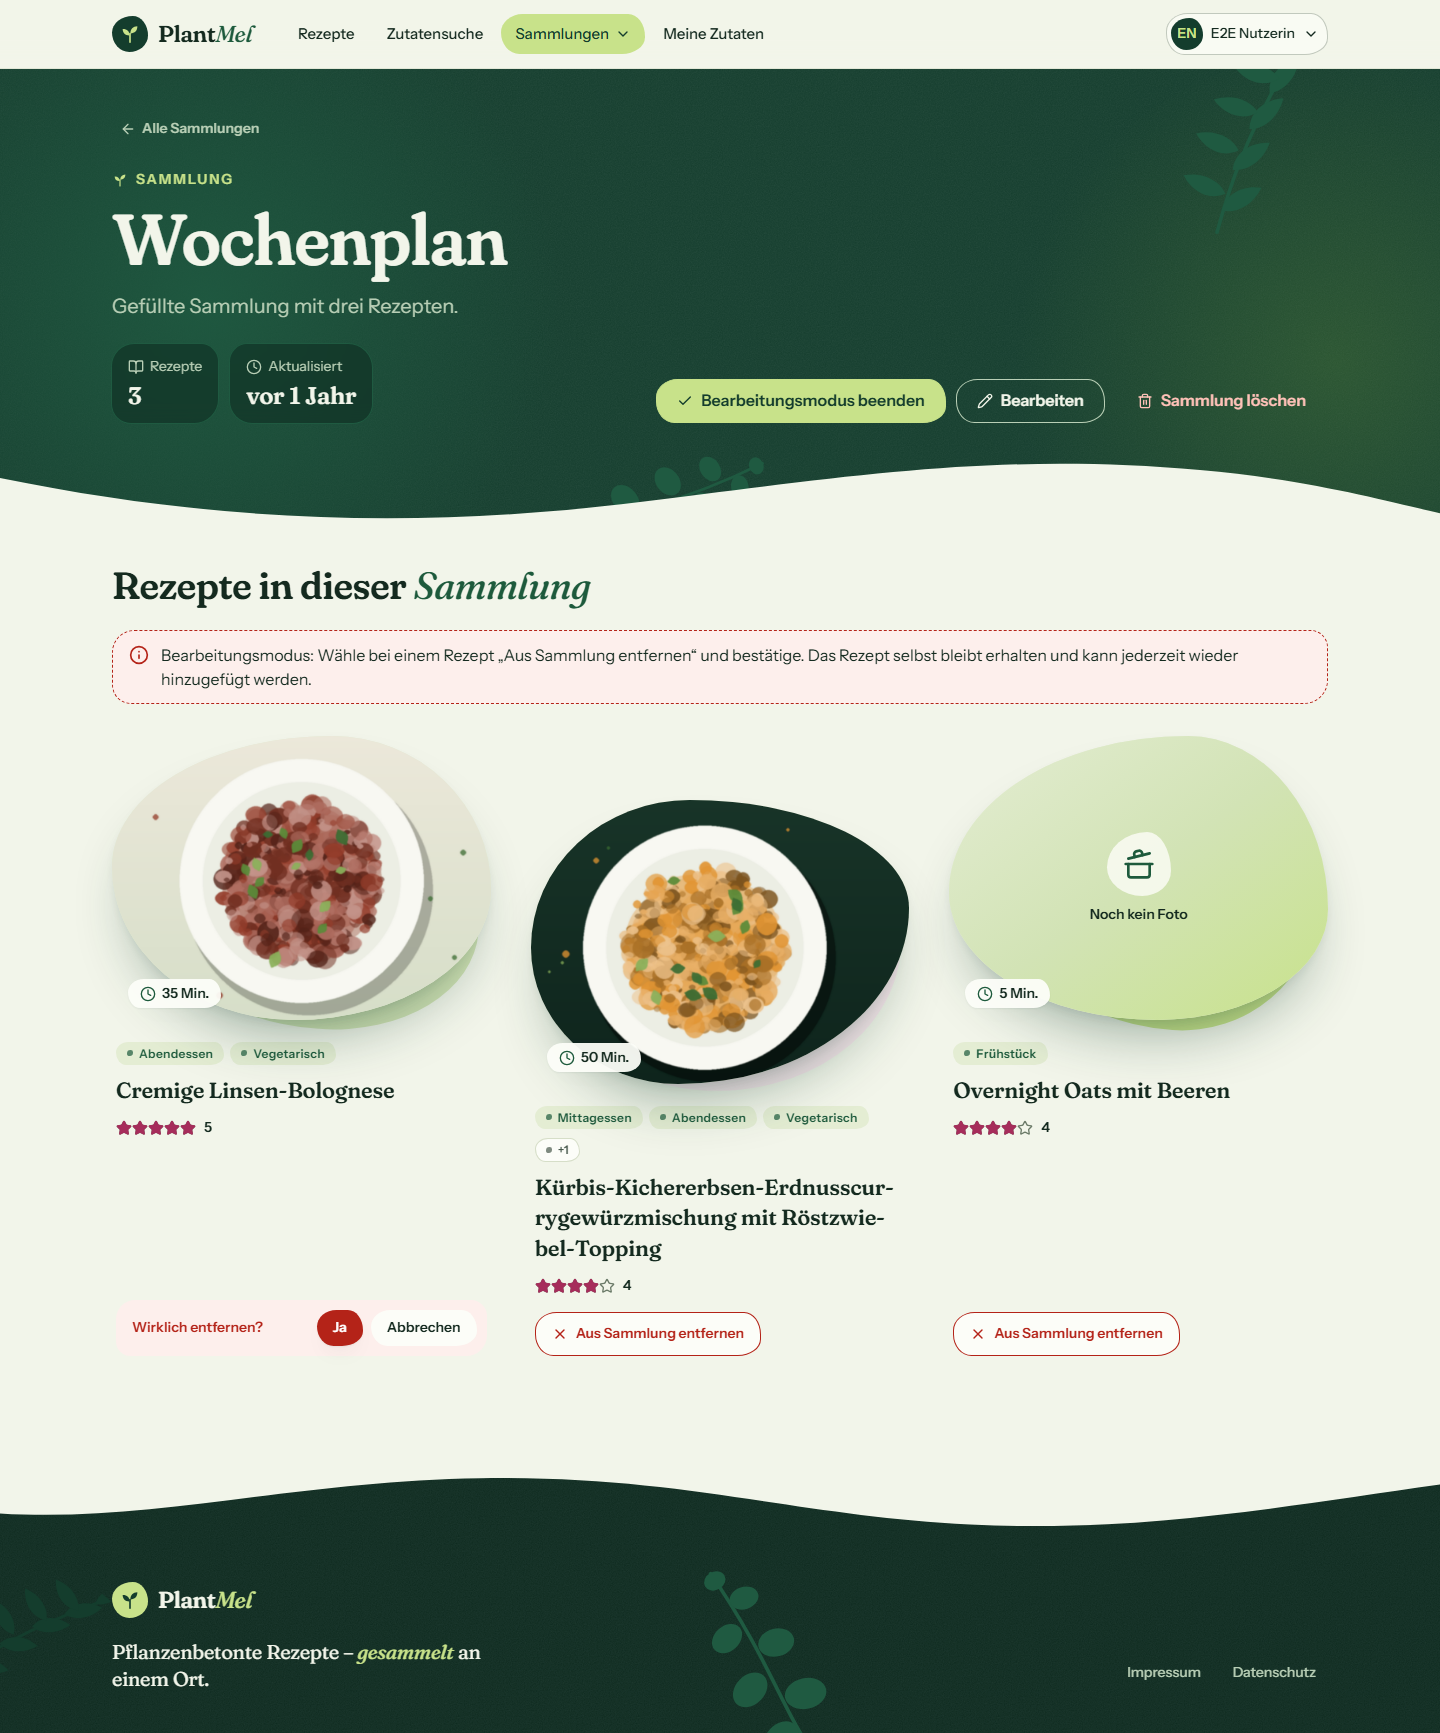 PlantMel
Rezepte
Zutatensuche
Sammlungen
Meine Zutaten
EN
E2E Nutzerin
Alle Sammlungen
SAMMLUNG
Wochenplan
Gefüllte Sammlung mit drei Rezepten.
Rezepte
3
Aktualisiert
vor 1 Jahr
Bearbeitungsmodus beenden
Bearbeiten
Sammlung löschen
Rezepte in dieser Sammlung
Bearbeitungsmodus: Wähle bei einem Rezept „Aus Sammlung entfernen“ und bestätige. Das Rezept selbst bleibt erhalten und kann jederzeit wieder
hinzugefügt werden.
35 Min.
Abendessen
Vegetarisch
Cremige Linsen-Bolognese
5
Wirklich entfernen?
Ja
Abbrechen
50 Min.
Mittagessen
Abendessen
Vegetarisch
+1
Kürbis-Kichererbsen-Erdnusscur-
rygewürzmischung mit Röstzwie-
bel-Topping
4
Aus Sammlung entfernen
Noch kein Foto
5 Min.
Frühstück
Overnight Oats mit Beeren
4
Aus Sammlung entfernen
PlantMel
Pflanzenbetonte Rezepte – gesammelt an
einem Ort.
Impressum
Datenschutz